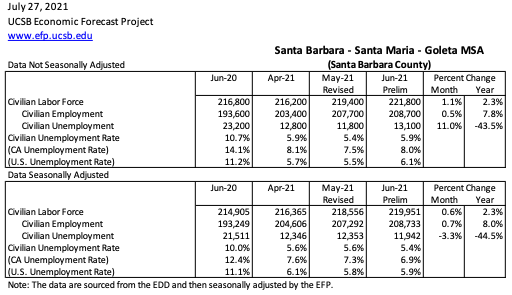 July 27, 2021
UCSB Economic Forecast Project
www.efp.ucsb.edu
Santa Barbara - Santa Maria - Goleta MSA
Data Not Seasonally Adjusted (Santa Barbara County)
Jun-20 Apr-21 May-21 Jun-21 Percent Change
Revised Prelim Month Year
Civilian Labor Force 216,800 216,200 219,400 221,800 1.1% 2.3%
Civilian Employment 193,600 203,400 207,700 208,700 0.5% 7.8%
Civilian Unemployment 23,200 12,800 11,800 13,100 11.0% -43.5%
Civilian Unemployment Rate 10.7% 5.9% 5.4% 5.9%
(CA Unemployment Rate) 14.1% 8.1% 7.5% 8.0%
(U.S. Unemployment Rate) 11.2% 5.7% 5.5% 6.1%
Data Seasonally Adjusted
Jun-20 Apr-21 May-21 Jun-21 Percent Change
Revised Prelim Month Year
Civilian Labor Force 214,905 216,365 218,556 219,951 0.6% 2.3%
Civilian Employment 193,249 204,606 207,292 208,733 0.7% 8.0%
Civilian Unemployment 21,511 12,346 12,353 11,942 -3.3% -44.5%
Civilian Unemployment Rate 10.0% 5.6% 5.6% 5.4%
(CA Unemployment Rate) 12.4% 7.6% 7.3% 6.9%
(U.S. Unemployment Rate) 11.1% 6.1% 5.8% 5.9%
Note: The data are sourced from the EDD and then seasonally adjusted by the EFP.